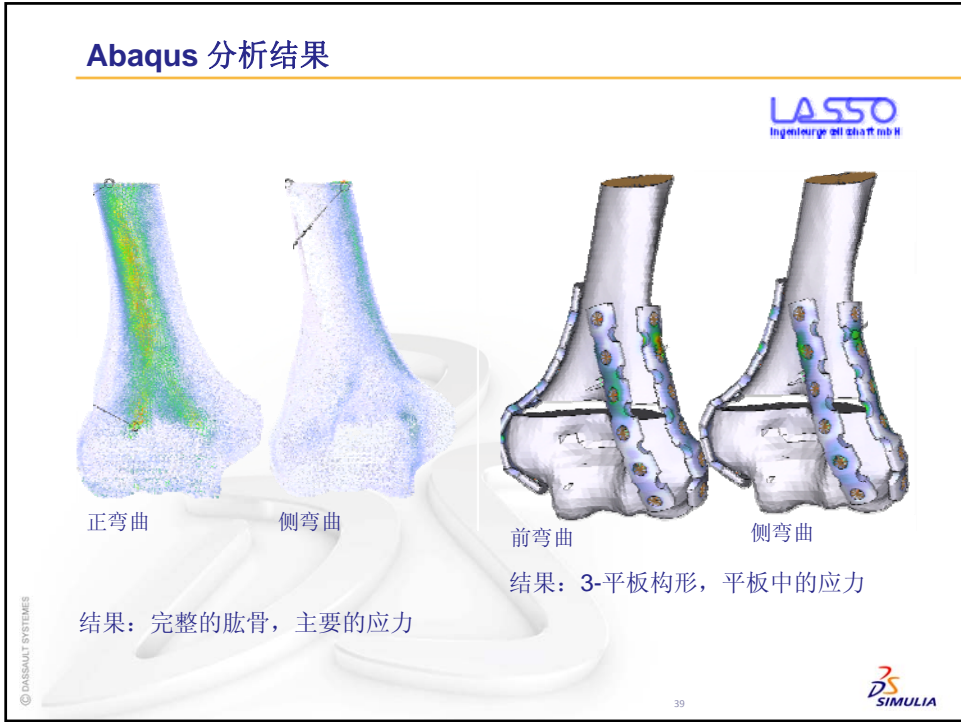 Abaqus 分析结果
LASSO
正弯曲
侧弯曲
前弯曲
侧弯曲
结果：3-平板构形，平板中的应力
结果：完整的肱骨，主要的应力
© DASSAULT SYSTEMES
39
SIMULIA